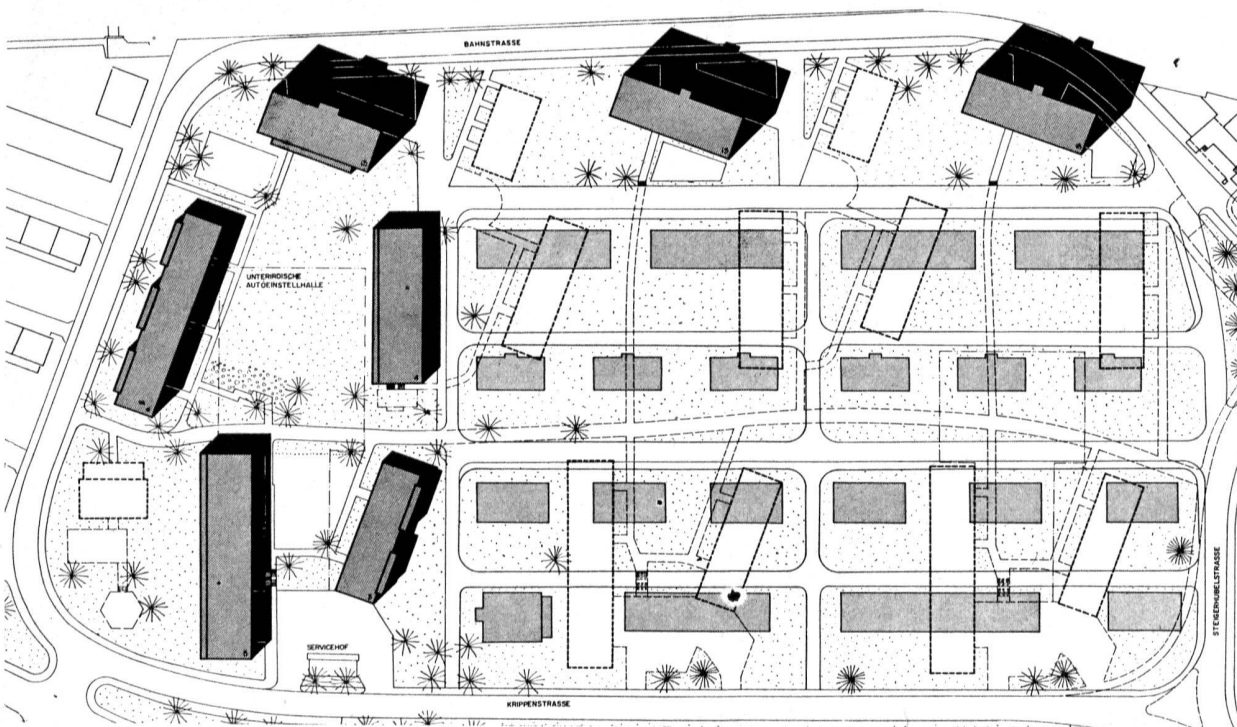 BAHNSTRASSE
UNTERIRDISCHE
AUTOEINSTELLHALLE
STEIGERHUBELSTRASSE
SERVICEHOF
KRIPPENSTRASSE